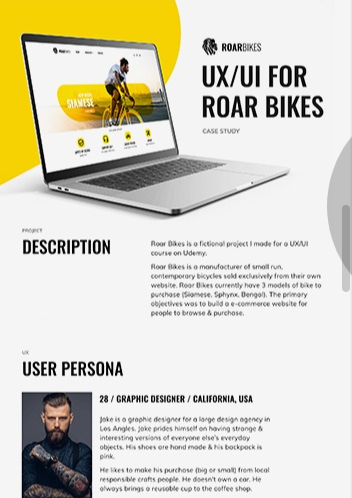 ROARBIKES
UX/UI FOR
ROAR BIKES
CASE STUDY
SIAMESE
PROJECT
DESCRIPTION
Roar Bikes is a fictional project I made for a UX/UI
course on Udemy.
Roar Bikes is a manufacturer of small run,
contemporary bicycles sold exclusively from their own
website. Roar Bikes currently have 3 models of bike to
purchase (Siamese, Sphynx, Bengal). The primary
objectives was to build a e-commerce website for
people to browse & purchase.
UX
USER PERSONA
28 / GRAPHIC DESIGNER / CALIFORNIA, USA
Jake is a graphic designer for a large design agency in
Los Angeles. Jake prides himself on having strange &
interesting versions of everyone else's everyday
objects. His shoes are hand made & his backpack is
pink.
He likes to make his purchase (big or small) from local
responsible crafts people. He doesn't own a car. He
always brings a reusable cup to the coffee shop.